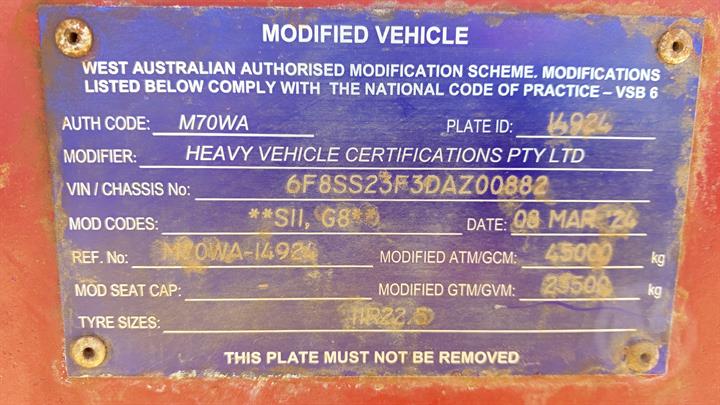 MODIFIED VEHICLE
WEST AUSTRALIAN AUTHORISED MODIFICATION SCHEME. MODIFICATIONS
LISTED BELOW COMPLY WITH THE NATIONAL CODE OF PRACTICE – VSB 6
AUTH CODE: M70WA PLATE ID: 14924
MODIFIER: HEAVY VEHICLE CERTIFICATIONS PTY LTD
VIN / CHASSIS No: 6F8SS23F3DAZ00882
MOD CODES: **S11, G8** DATE: 08 MAR '24
REF. No: M70WA-14924 MODIFIED ATM/GCM: 45000 kg
MOD SEAT CAP: MODIFIED GTM/GVM: kg
TYRE SIZES: 11R22.5
THIS PLATE MUST NOT BE REMOVED